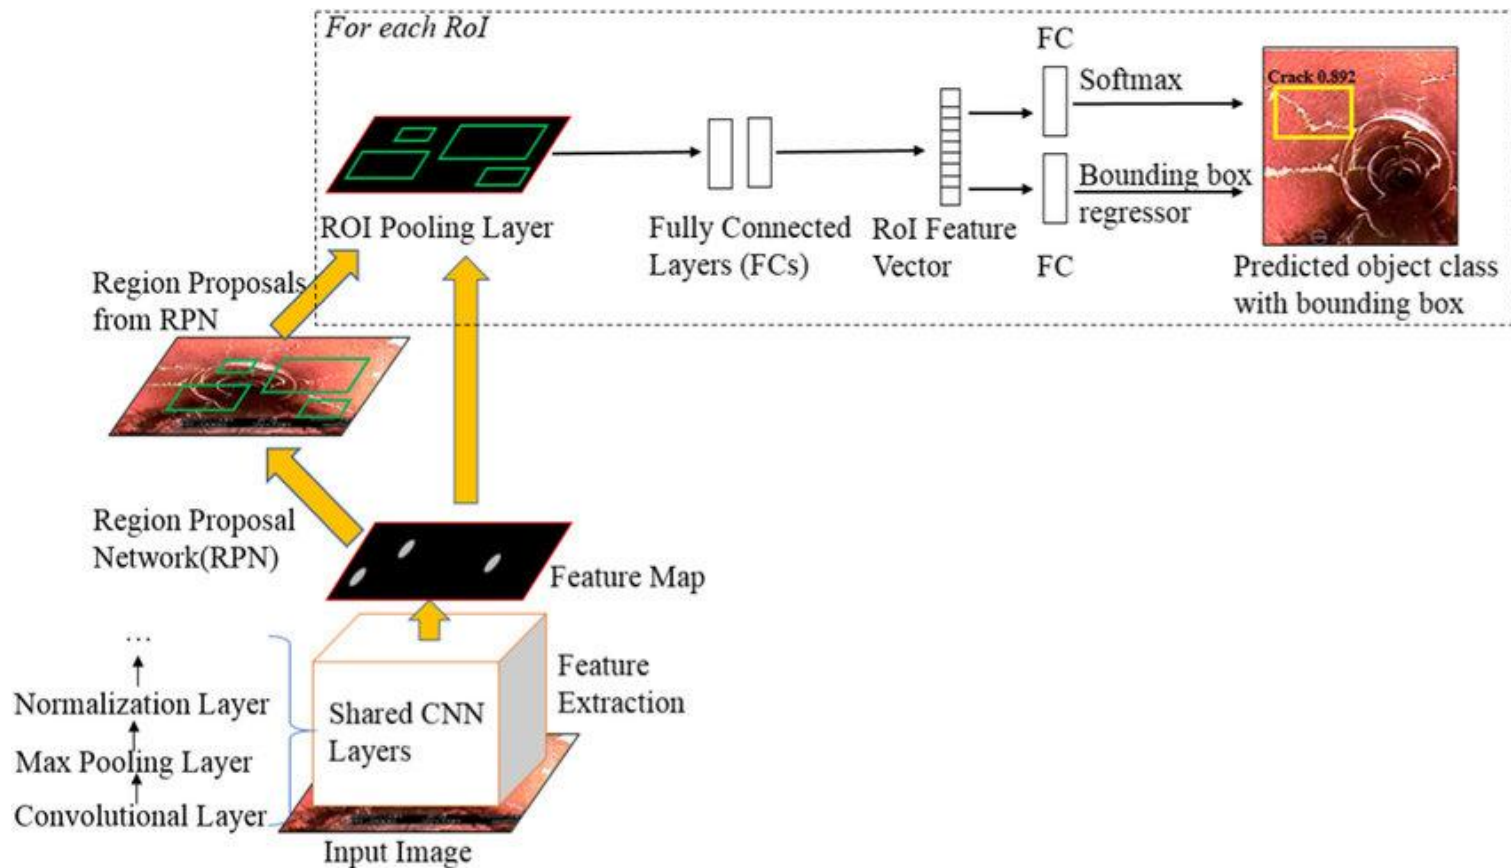 For each RoI
FC
Softmax
Crack 0.892
Bounding box
regressor
ROI Pooling Layer
Fully Connected
Layers (FCs)
RoI Feature
Vector
FC
Predicted object class
with bounding box
Region Proposals
from RPN
Region Proposal
Network(RPN)
Feature Map
...
Normalization Layer
Max Pooling Layer
Convolutional Layer
Shared CNN
Layers
Feature
Extraction
Input Image